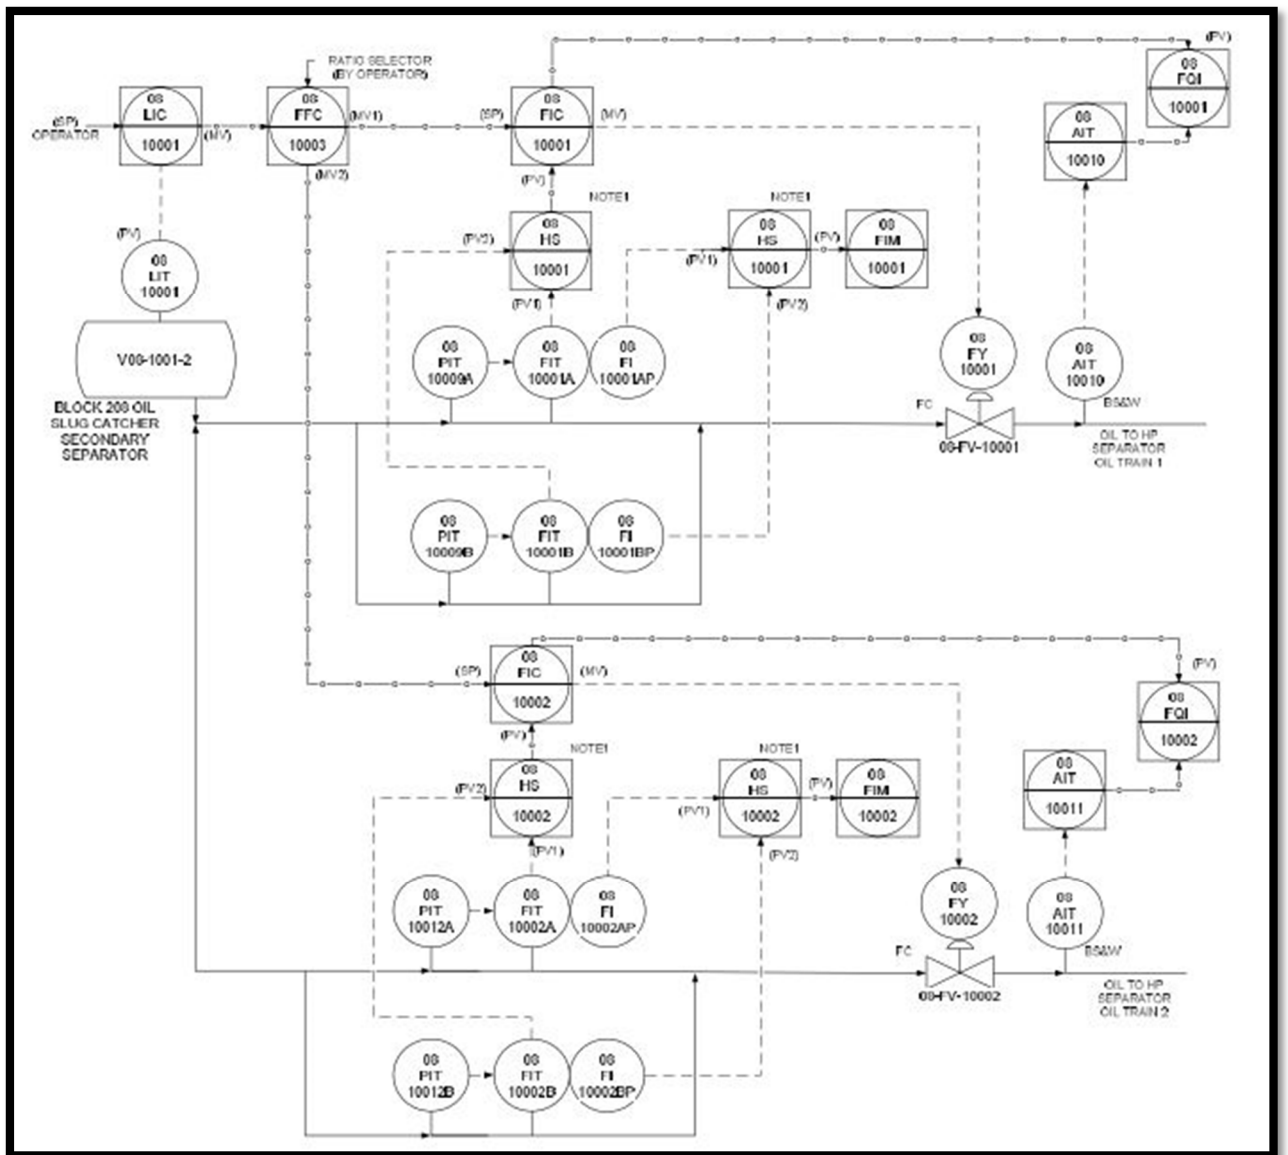 (PV)
08
FQI
10001
RATIO SELECTOR
(BY OPERATOR)
08
LIC
10001
(SP)
OPERATOR
(MV)
08
FFC
10003
(MV1)
(MV2)
(SP)
08
FIC
10001
(MV)
08
AIT
10010
(PV)
NOTE1
NOTE1
(PV2)
08
HS
10001
(PV1)
08
HS
10001
(PV)
08
FIM
10001
(PV)
08
LIT
10001
(PV1)
(PV2)
V08-1001-2
08
PIT
10009A
08
FIT
10001A
08
FI
10001AP
08
FY
10001
08
AIT
10010
FC
BS&W
08-FV-10001
BLOCK 208 OIL
SLUG CATCHER
SECONDARY
SEPARATOR
OIL TO HP
SEPARATOR
OIL TRAIN 1
08
PIT
10009B
08
FIT
10001B
08
FI
10001BP
(SP)
08
FIC
10002
(MV)
(PV)
08
FQI
10002
(PV)
NOTE1
NOTE1
(PV2)
08
HS
10002
(PV1)
08
HS
10002
(PV)
08
FIM
10002
08
AIT
10011
(PV1)
(PV2)
08
PIT
10012A
08
FIT
10002A
08
FI
10002AP
08
FY
10002
08
AIT
10011
FC
BS&W
08-FV-10002
OIL TO HP
SEPARATOR
OIL TRAIN 2
08
PIT
10012B
08
FIT
10002B
08
FI
10002BP